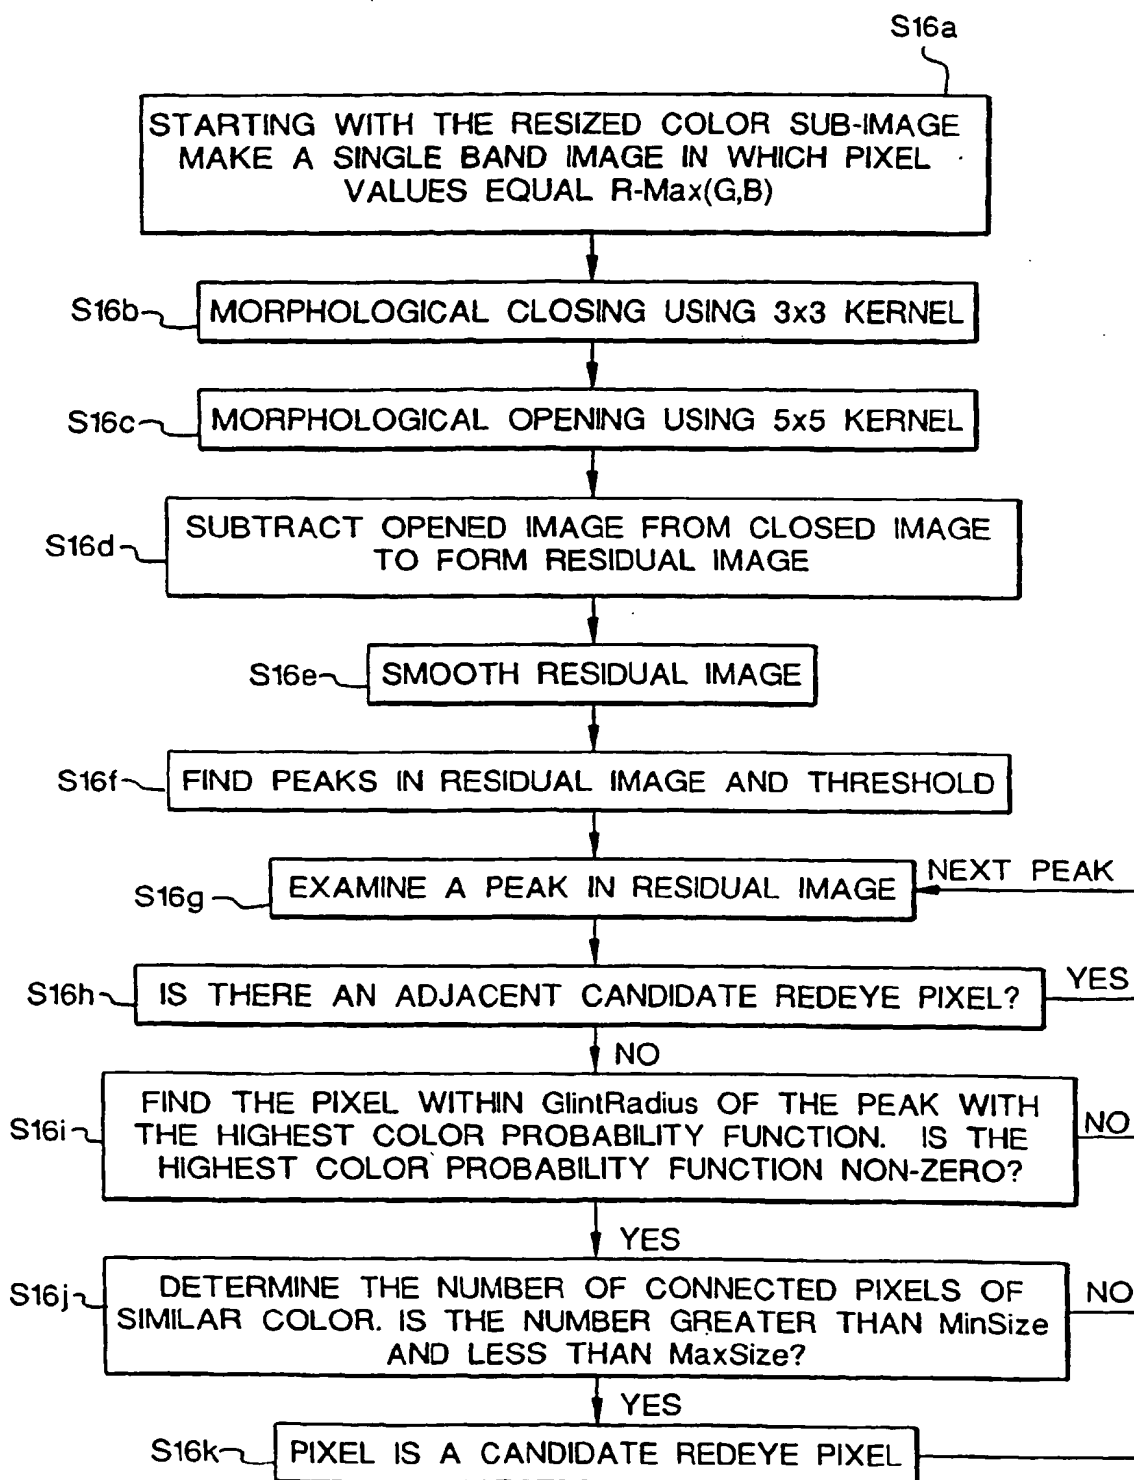 S16a
STARTING WITH THE RESIZED COLOR SUB-IMAGE
MAKE A SINGLE BAND IMAGE IN WHICH PIXEL
VALUES EQUAL R-Max(G,B)
S16b
MORPHOLOGICAL CLOSING USING 3x3 KERNEL
S16c
MORPHOLOGICAL OPENING USING 5x5 KERNEL
S16d
SUBTRACT OPENED IMAGE FROM CLOSED IMAGE
TO FORM RESIDUAL IMAGE
S16e
SMOOTH RESIDUAL IMAGE
S16f
FIND PEAKS IN RESIDUAL IMAGE AND THRESHOLD
S16g
EXAMINE A PEAK IN RESIDUAL IMAGE
NEXT PEAK
S16h
IS THERE AN ADJACENT CANDIDATE REDEYE PIXEL?
YES
NO
S16i
FIND THE PIXEL WITHIN GlintRadius OF THE PEAK WITH
THE HIGHEST COLOR PROBABILITY FUNCTION. IS THE
HIGHEST COLOR PROBABILITY FUNCTION NON-ZERO?
NO
YES
S16j
DETERMINE THE NUMBER OF CONNECTED PIXELS OF
SIMILAR COLOR. IS THE NUMBER GREATER THAN MinSize
AND LESS THAN MaxSize?
NO
YES
S16k
PIXEL IS A CANDIDATE REDEYE PIXEL